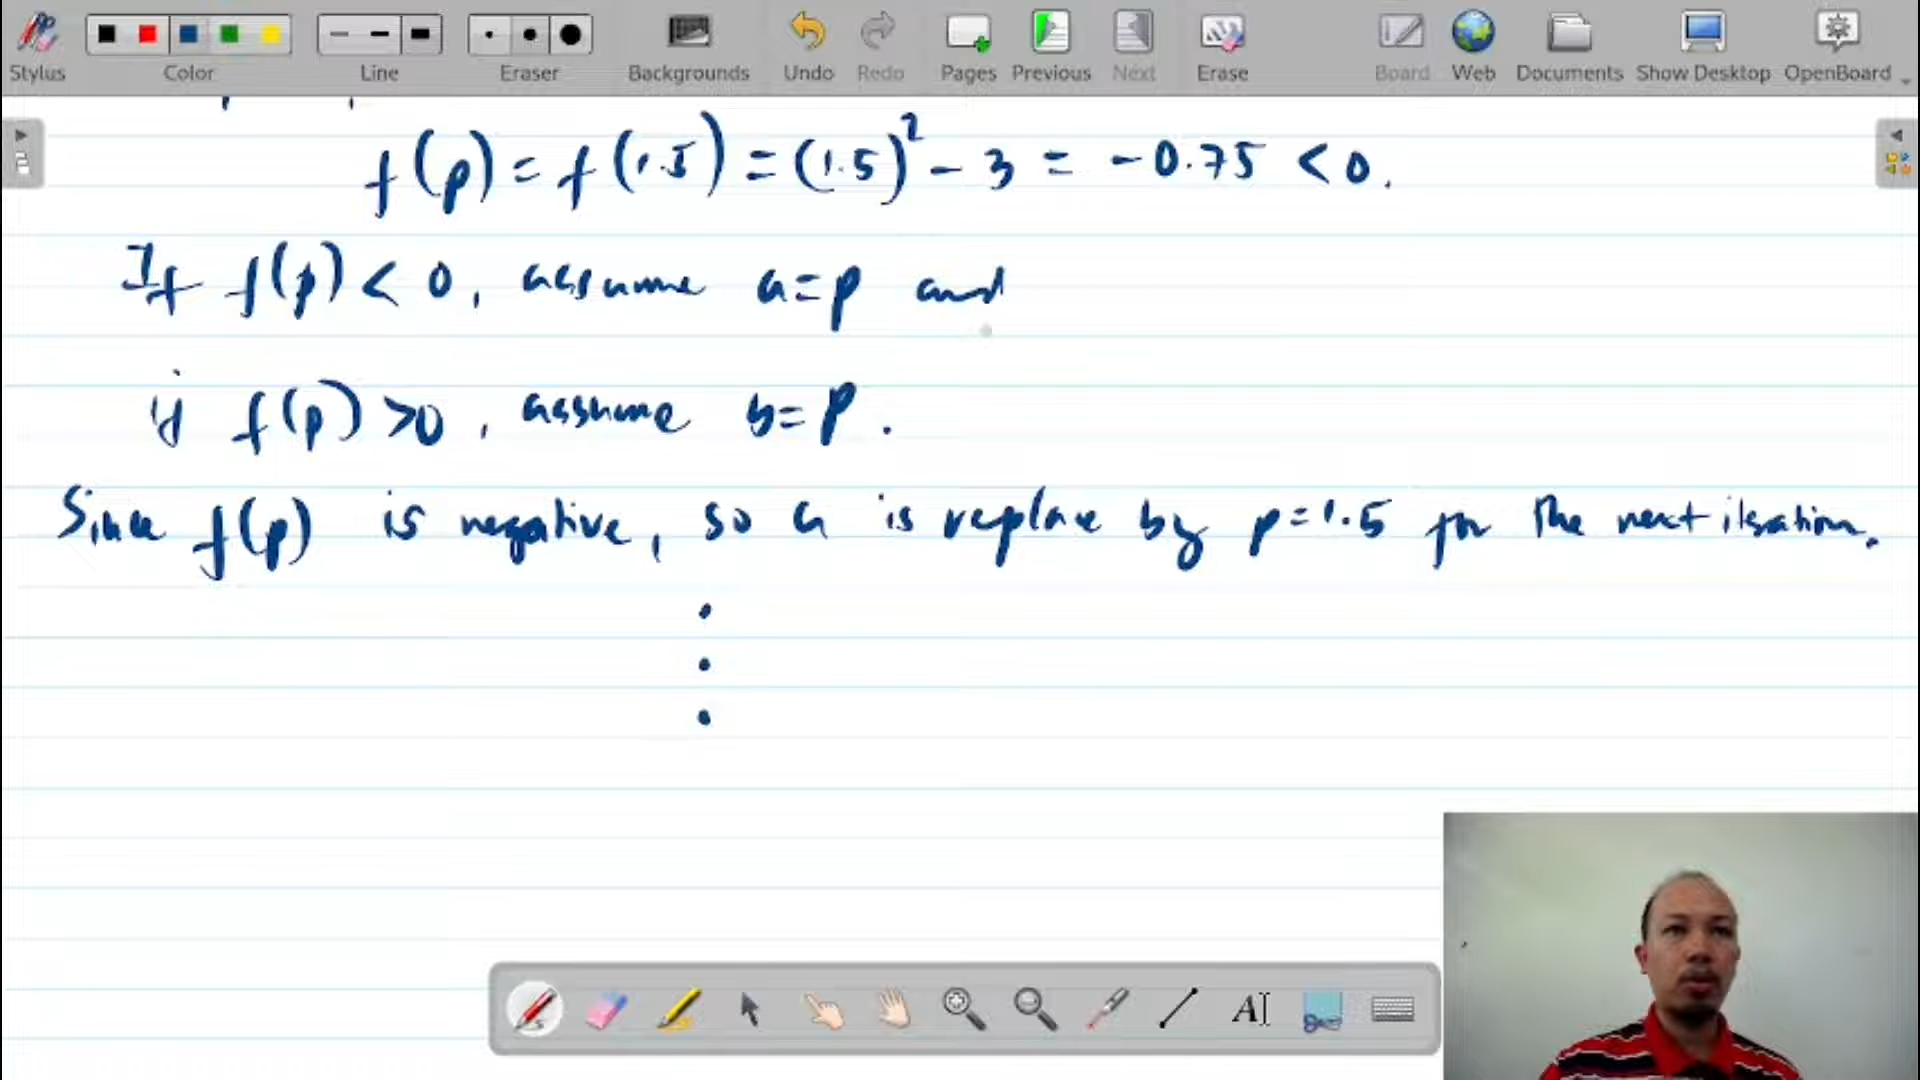 Stylus Color Line Eraser Backgrounds Undo Redo Pages Previous Next Erase Board Web Documents Show Desktop OpenBoard
f(p) = f(1.5) = (1.5)² - 3 = -0.75 < 0.
If f(p) < 0, assume a = p and
if f(p) > 0, assume b = p.
Since f(p) is negative, so a is replace by p = 1.5 for the next iteration.